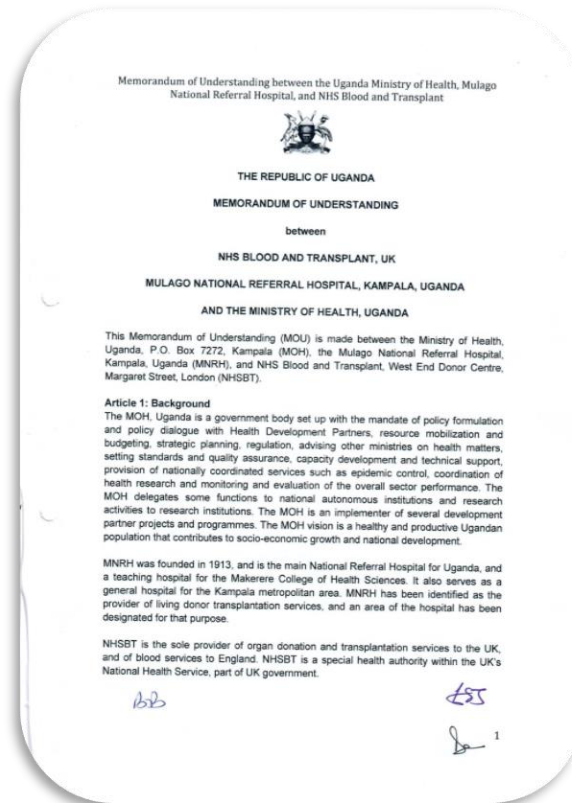 Memorandum of Understanding between the Uganda Ministry of Health, Mulago
National Referral Hospital, and NHS Blood and Transplant
THE REPUBLIC OF UGANDA
MEMORANDUM OF UNDERSTANDING
between
NHS BLOOD AND TRANSPLANT, UK
MULAGO NATIONAL REFERRAL HOSPITAL, KAMPALA, UGANDA
AND THE MINISTRY OF HEALTH, UGANDA
This Memorandum of Understanding (MOU) is made between the Ministry of Health,
Uganda, P.O. Box 7272, Kampala (MOH), the Mulago National Referral Hospital,
Kampala, Uganda (MNRH), and NHS Blood and Transplant, West End Donor Centre,
Margaret Street, London (NHSBT).
Article 1: Background
The MOH, Uganda is a government body set up with the mandate of policy formulation
and policy dialogue with Health Development Partners, resource mobilization and
budgeting, strategic planning, regulation, advising other ministries on health matters,
setting standards and quality assurance, capacity development and technical support,
provision of nationally coordinated services such as epidemic control, coordination of
health research and monitoring and evaluation of the overall sector performance. The
MOH delegates some functions to national autonomous institutions and research
activities to research institutions. The MOH is an implementer of several development
partner projects and programmes. The MOH vision is a healthy and productive Ugandan
population that contributes to socio-economic growth and national development.
MNRH was founded in 1913, and is the main National Referral Hospital for Uganda, and
a teaching hospital for the Makerere College of Health Sciences. It also serves as a
general hospital for the Kampala metropolitan area. MNRH has been identified as the
provider of living donor transplantation services, and an area of the hospital has been
designated for that purpose.
NHSBT is the sole provider of organ donation and transplantation services to the UK,
and of blood services to England. NHSBT is a special health authority within the UK's
National Health Service, part of UK government.
1